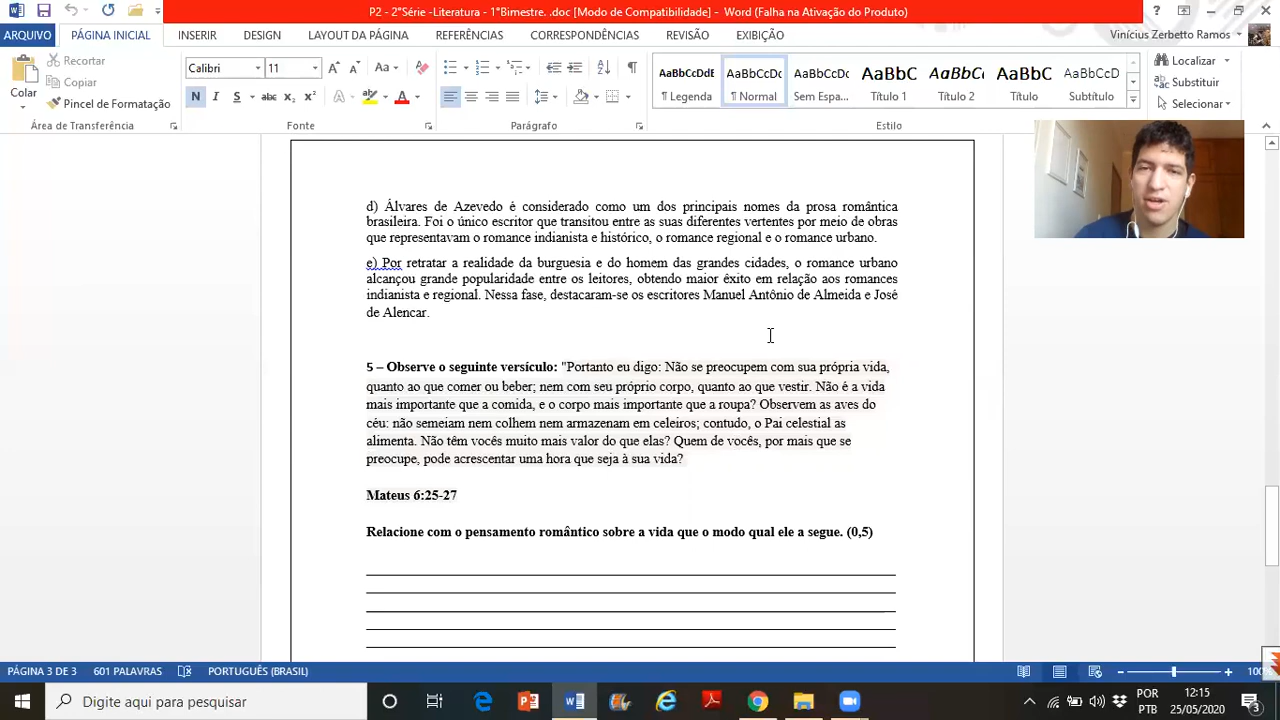 P2 - 2°Série -Literatura - 1°Bimestre. .doc [Modo de Compatibilidade] - Word (Falha na Ativação do Produto)
ARQUIVO PÁGINA INICIAL INSERIR DESIGN LAYOUT DA PÁGINA REFERÊNCIAS CORRESPONDÊNCIAS REVISÃO EXIBIÇÃO Vinícius Zerbetto Ramos
Colar
Recortar
Copiar
Pincel de Formatação
Área de Transferência
Calibri 11
Aa
N I S abc x₂ x²
A A
Fonte
Parágrafo
AaBbCcDdE AaBbCcDc AaBbCcDc AaBbC AaBbCc AaBbC AaBbCcDd
¶ Legenda ¶ Normal Sem Espa... Título 1 Título 2 Título Subtítulo
Estilo
Localizar
Substituir
Selecionar
d) Álvares de Azevedo é considerado como um dos principais nomes da prosa romântica
brasileira. Foi o único escritor que transitou entre as suas diferentes vertentes por meio de obras
que representavam o romance indianista e histórico, o romance regional e o romance urbano.
e) Por retratar a realidade da burguesia e do homem das grandes cidades, o romance urbano
alcançou grande popularidade entre os leitores, obtendo maior êxito em relação aos romances
indianista e regional. Nessa fase, destacaram-se os escritores Manuel Antônio de Almeida e José
de Alencar.
5 – Observe o seguinte versículo: "Portanto eu digo: Não se preocupem com sua própria vida,
quanto ao que comer ou beber; nem com seu próprio corpo, quanto ao que vestir. Não é a vida
mais importante que a comida, e o corpo mais importante que a roupa? Observem as aves do
céu: não semeiam nem colhem nem armazenam em celeiros; contudo, o Pai celestial as
alimenta. Não têm vocês muito mais valor do que elas? Quem de vocês, por mais que se
preocupe, pode acrescentar uma hora que seja à sua vida?
Mateus 6:25-27
Relacione com o pensamento romântico sobre a vida que o modo qual ele a segue. (0,5)
PÁGINA 3 DE 3 601 PALAVRAS PORTUGUÊS (BRASIL) 100%
Digite aqui para pesquisar
POR
PTB
12:15
25/05/2020
3